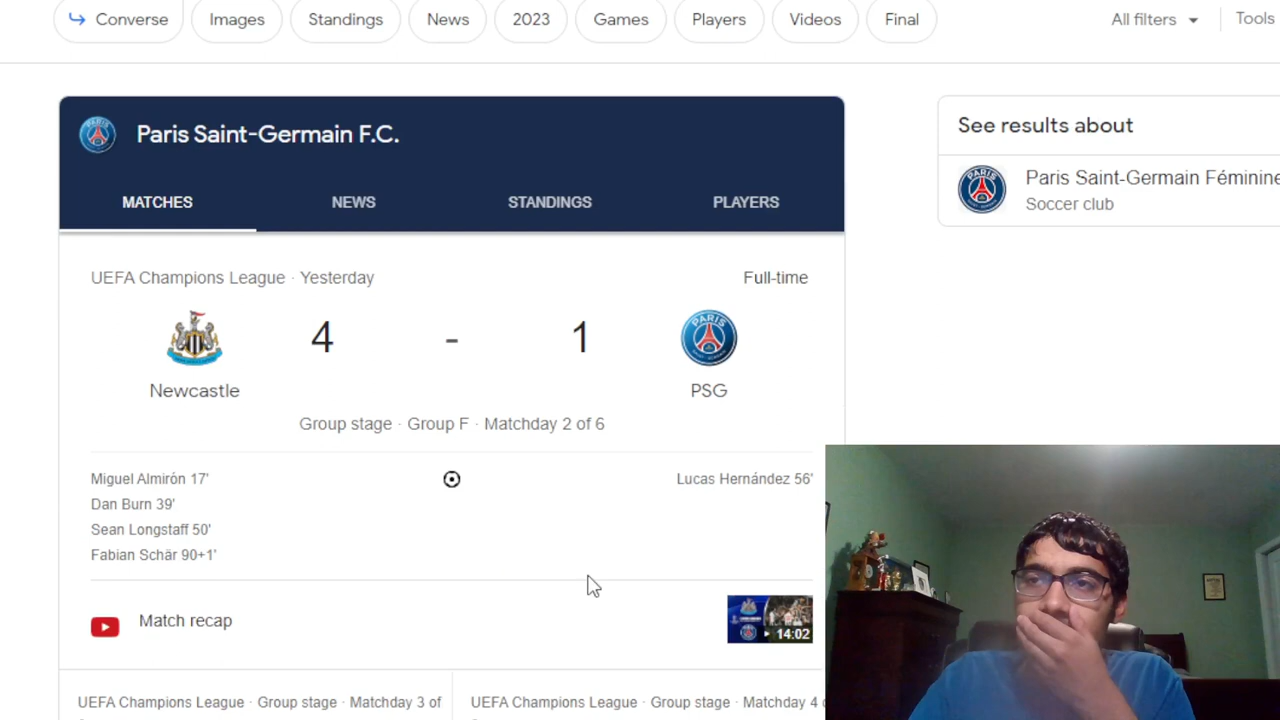 Converse
Images
Standings
News
2023
Games
Players
Videos
Final
All filters
Tools
Paris Saint-Germain F.C.
MATCHES
NEWS
STANDINGS
PLAYERS
See results about
Paris Saint-Germain Féminine
Soccer club
UEFA Champions League · Yesterday
Full-time
4 - 1
Newcastle
PSG
Group stage · Group F · Matchday 2 of 6
Miguel Almirón 17'
Lucas Hernández 56'
Dan Burn 39'
Sean Longstaff 50'
Fabian Schär 90+1'
Match recap
14:02
UEFA Champions League · Group stage · Matchday 3 of
UEFA Champions League · Group stage · Matchday 4